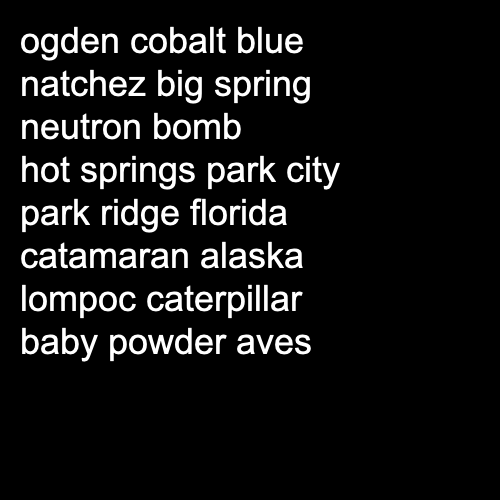 ogden cobalt blue
natchez big spring
neutron bomb
hot springs park city
park ridge florida
catamaran alaska
lompoc caterpillar
baby powder aves